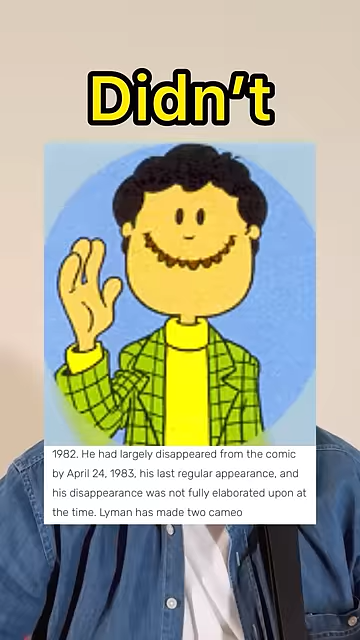 Didn't
1982. He had largely disappeared from the comic
by April 24, 1983, his last regular appearance, and
his disappearance was not fully elaborated upon at
the time. Lyman has made two cameo